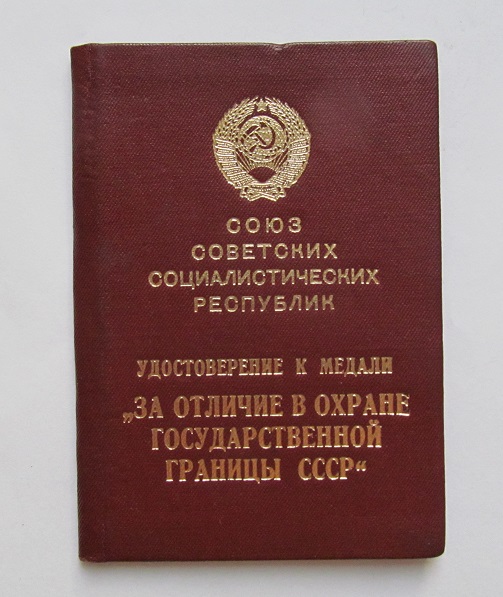 СОЮЗ
СОВЕТСКИХ
СОЦИАЛИСТИЧЕСКИХ
РЕСПУБЛИК
УДОСТОВЕРЕНИЕ К МЕДАЛИ
„ЗА ОТЛИЧИЕ В ОХРАНЕ
ГОСУДАРСТВЕННОЙ
ГРАНИЦЫ СССР“